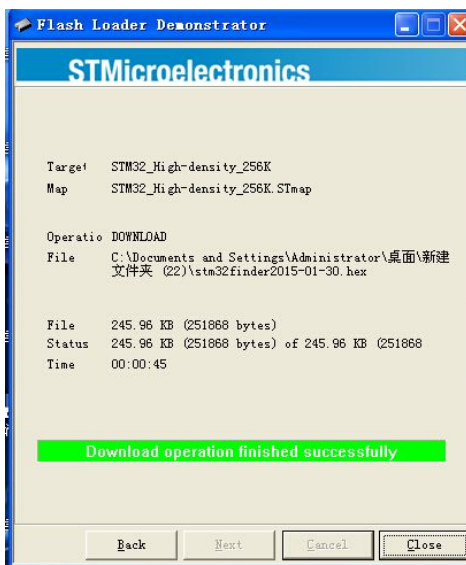 Flash Loader Demonstrator
STMicroelectronics
Target STM32_High-density_256K
Map STM32_High-density_256K.STmap
Operatio DOWNLOAD
File C:\Documents and Settings\Administrator\桌面\新建
文件夹 (22)\stm32finder2015-01-30.hex
File 245.96 KB (251868 bytes)
Status 245.96 KB (251868 bytes) of 245.96 KB (251868
Time 00:00:45
Download operation finished successfully
Back Next Cancel Close